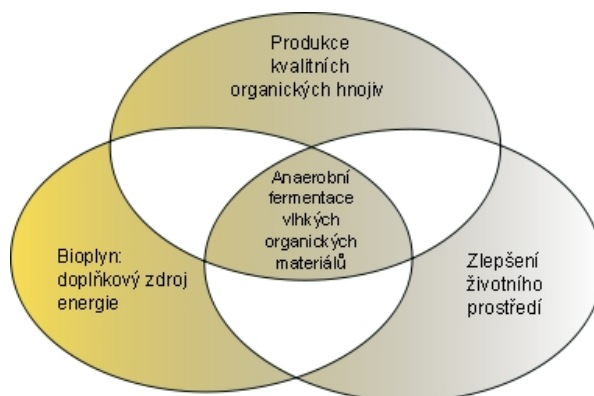 Produkce
kvalitních
organických hnojiv
Anaerobní
fermentace
vlhkých
organických
materiálů
Bioplyn:
doplňkový zdroj
energie
Zlepšení
životního
prostředí